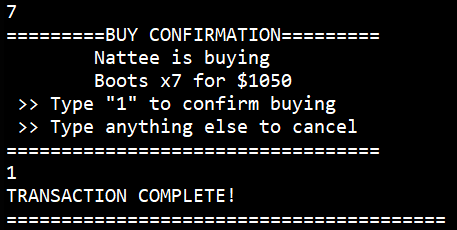 7
=========BUY CONFIRMATION=========
Nattee is buying
Boots x7 for $1050
>> Type "1" to confirm buying
>> Type anything else to cancel
==================================
1
TRANSACTION COMPLETE!
========================================